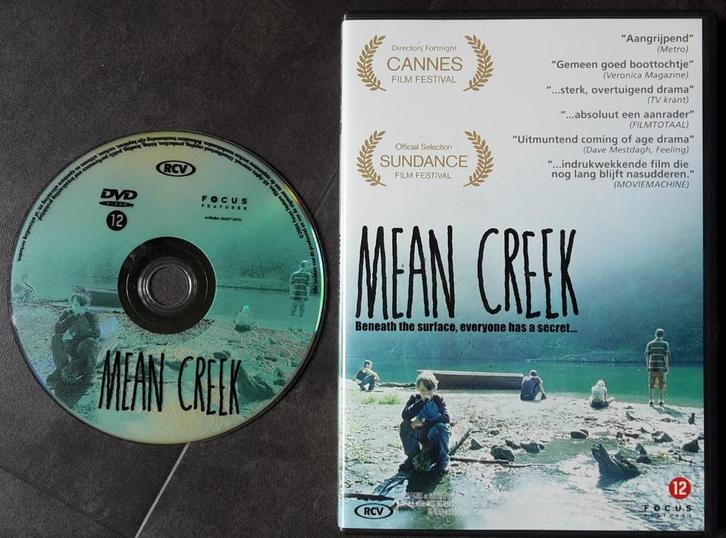 RCV
DVD
VIDEO
12
FOCUS
FEATURES
MEAN CREEK
Directors' Fortnight
CANNES
FILM FESTIVAL
Official Selection
SUNDANCE
FILM FESTIVAL
"Aangrijpend"
(Metro)
"Gemeen goed boottochtje"
(Veronica Magazine)
"...sterk, overtuigend drama"
(TV krant)
"...absoluut een aanrader"
(FILMTOTAAL)
"Uitmuntend coming of age drama"
(Dave Mestdagh, Feeling)
"...indrukwekkende film die
nog lang blijft nasudderen."
(MOVIEMACHINE)
MEAN CREEK
Beneath the surface, everyone has a secret...
12
RCV
FOCUS
FEATURES